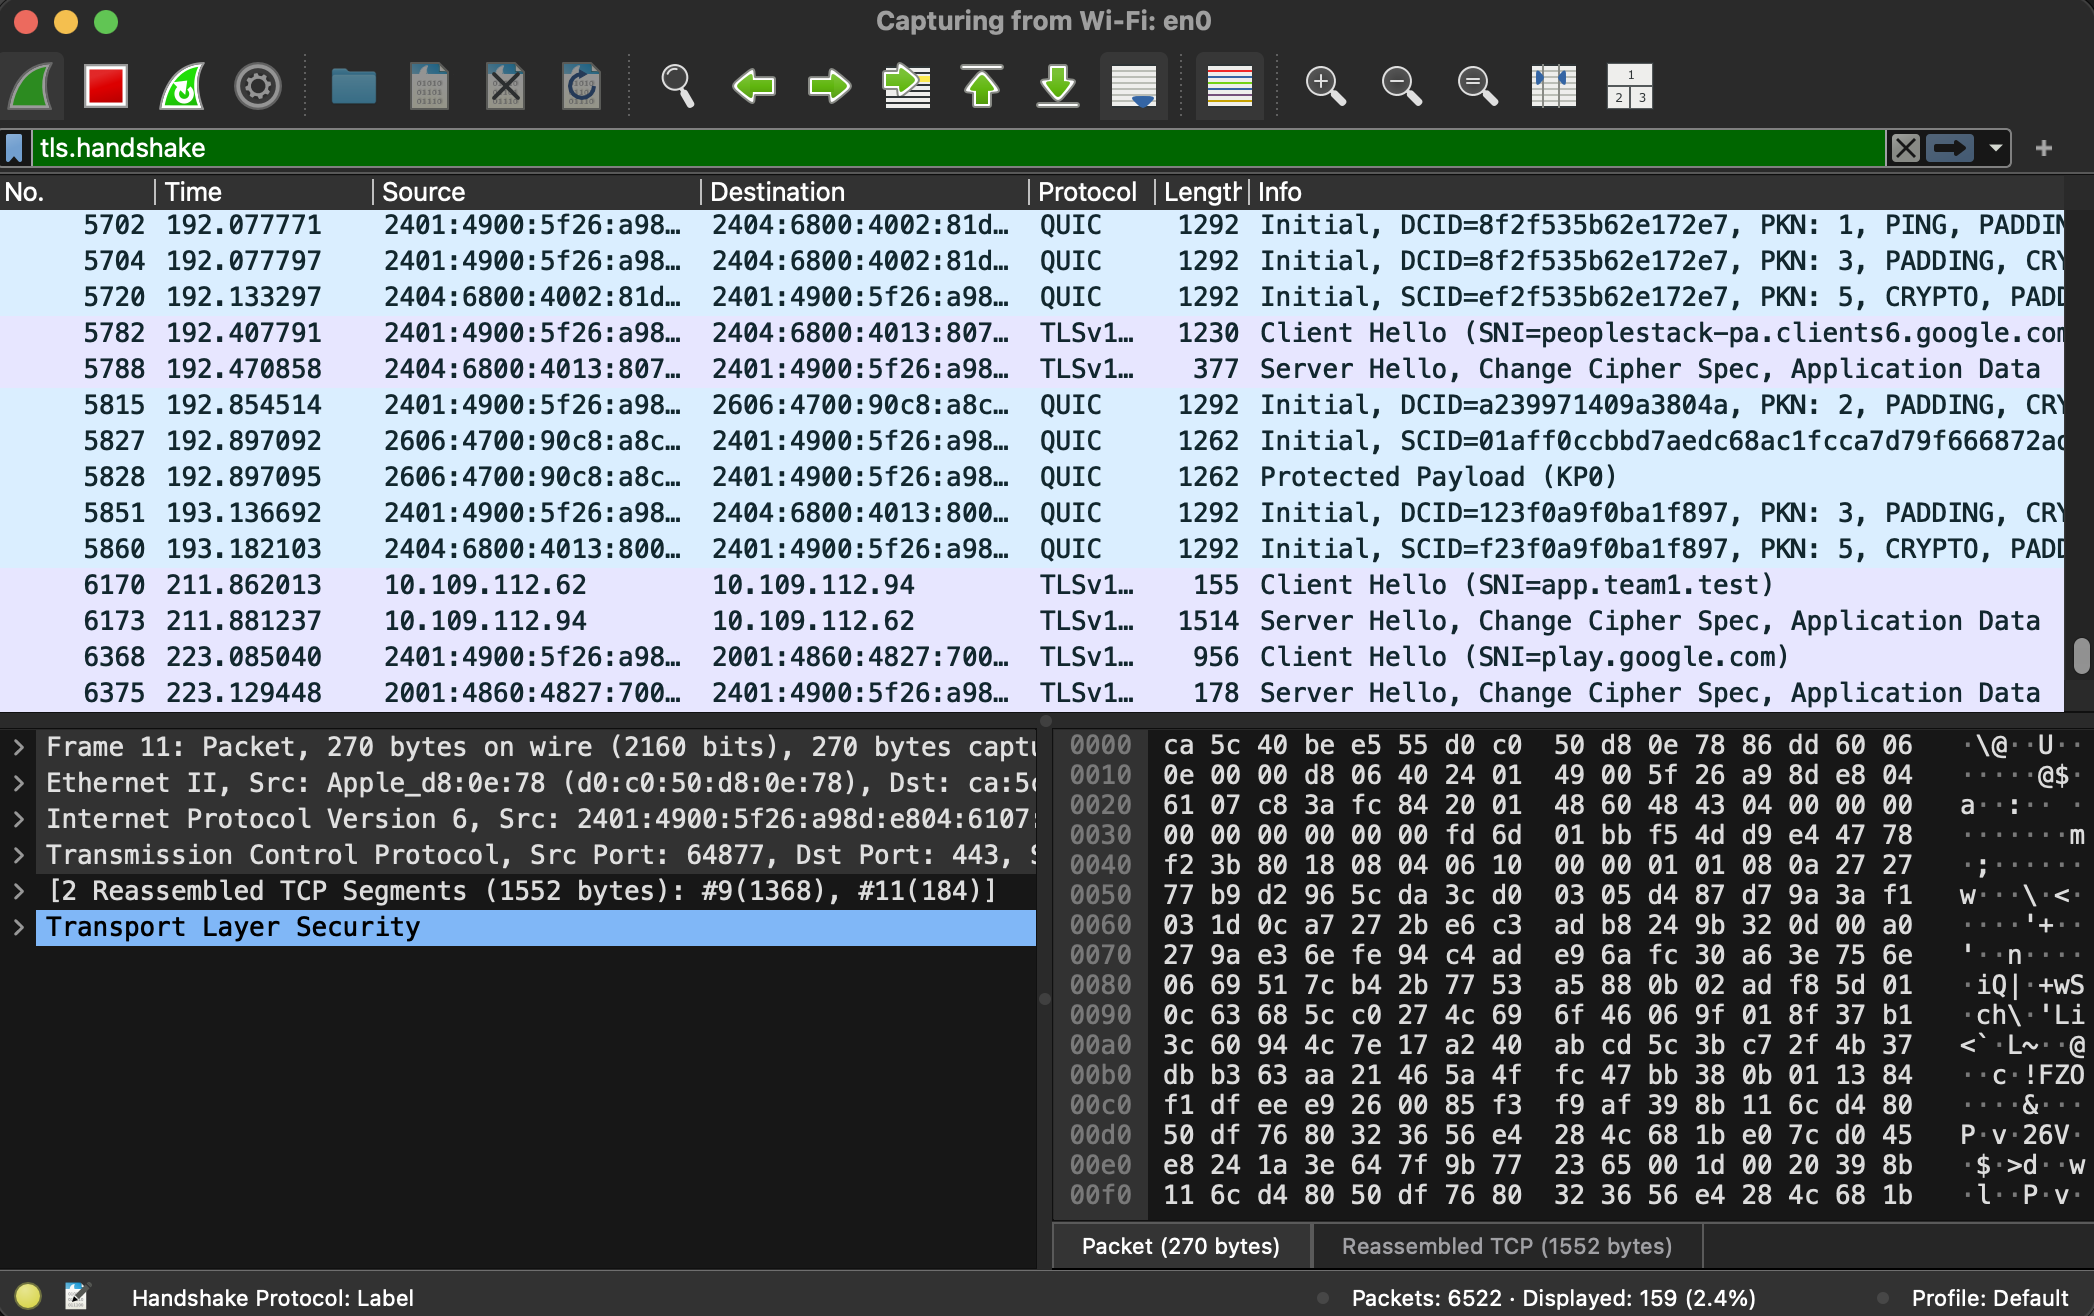 Capturing from Wi-Fi: en0
tls.handshake
No. Time Source Destination Protocol Length Info
5702 192.077771 2401:4900:5f26:a98… 2404:6800:4002:81d… QUIC 1292 Initial, DCID=8f2f535b62e172e7, PKN: 1, PING, PADDIN
5704 192.077797 2401:4900:5f26:a98… 2404:6800:4002:81d… QUIC 1292 Initial, DCID=8f2f535b62e172e7, PKN: 3, PADDING, CRY
5720 192.133297 2404:6800:4002:81d… 2401:4900:5f26:a98… QUIC 1292 Initial, SCID=ef2f535b62e172e7, PKN: 5, CRYPTO, PADD
5782 192.407791 2401:4900:5f26:a98… 2404:6800:4013:807… TLSv1… 1230 Client Hello (SNI=peoplestack-pa.clients6.google.com
5788 192.470858 2404:6800:4013:807… 2401:4900:5f26:a98… TLSv1… 377 Server Hello, Change Cipher Spec, Application Data
5815 192.854514 2401:4900:5f26:a98… 2606:4700:90c8:a8c… QUIC 1292 Initial, DCID=a239971409a3804a, PKN: 2, PADDING, CRY
5827 192.897092 2606:4700:90c8:a8c… 2401:4900:5f26:a98… QUIC 1262 Initial, SCID=01aff0ccbbd7aedc68ac1fcca7d79f666872ac
5828 192.897095 2606:4700:90c8:a8c… 2401:4900:5f26:a98… QUIC 1262 Protected Payload (KP0)
5851 193.136692 2401:4900:5f26:a98… 2404:6800:4013:800… QUIC 1292 Initial, DCID=123f0a9f0ba1f897, PKN: 3, PADDING, CRY
5860 193.182103 2404:6800:4013:800… 2401:4900:5f26:a98… QUIC 1292 Initial, SCID=f23f0a9f0ba1f897, PKN: 5, CRYPTO, PADD
6170 211.862013 10.109.112.62 10.109.112.94 TLSv1… 155 Client Hello (SNI=app.team1.test)
6173 211.881237 10.109.112.94 10.109.112.62 TLSv1… 1514 Server Hello, Change Cipher Spec, Application Data
6368 223.085040 2401:4900:5f26:a98… 2001:4860:4827:700… TLSv1… 956 Client Hello (SNI=play.google.com)
6375 223.129448 2001:4860:4827:700… 2401:4900:5f26:a98… TLSv1… 178 Server Hello, Change Cipher Spec, Application Data
Frame 11: Packet, 270 bytes on wire (2160 bits), 270 bytes captu
Ethernet II, Src: Apple_d8:0e:78 (d0:c0:50:d8:0e:78), Dst: ca:5c
Internet Protocol Version 6, Src: 2401:4900:5f26:a98d:e804:6107:
Transmission Control Protocol, Src Port: 64877, Dst Port: 443, S
[2 Reassembled TCP Segments (1552 bytes): #9(1368), #11(184)]
Transport Layer Security
0000 ca 5c 40 be e5 55 d0 c0 50 d8 0e 78 86 dd 60 06 ·\@··U··
0010 0e 00 00 d8 06 40 24 01 49 00 5f 26 a9 8d e8 04 ·····@$·
0020 61 07 c8 3a fc 84 20 01 48 60 48 43 04 00 00 00 a··:·· ·
0030 00 00 00 00 00 00 fd 6d 01 bb f5 4d d9 e4 47 78 ·······m
0040 f2 3b 80 18 08 04 06 10 00 00 01 01 08 0a 27 27 ·;······
0050 77 b9 d2 96 5c da 3c d0 03 05 d4 87 d7 9a 3a f1 w···\·<·
0060 03 1d 0c a7 27 2b e6 c3 ad b8 24 9b 32 0d 00 a0 ····'+··
0070 27 9a e3 6e fe 94 c4 ad e9 6a fc 30 a6 3e 75 6e '··n····
0080 06 69 51 7c b4 2b 77 53 a5 88 0b 02 ad f8 5d 01 ·iQ|·+wS
0090 0c 63 68 5c c0 27 4c 69 6f 46 06 9f 01 8f 37 b1 ·ch\·'Li
00a0 3c 60 94 4c 7e 17 a2 40 ab cd 5c 3b c7 2f 4b 37 <`·L~··@
00b0 db b3 63 aa 21 46 5a 4f fc 47 bb 38 0b 01 13 84 ··c·!FZO
00c0 f1 df ee e9 26 00 85 f3 f9 af 39 8b 11 6c d4 80 ····&···
00d0 50 df 76 80 32 36 56 e4 28 4c 68 1b e0 7c d0 45 P·v·26V·
00e0 e8 24 1a 3e 64 7f 9b 77 23 65 00 1d 00 20 39 8b ·$·>d··w
00f0 11 6c d4 80 50 df 76 80 32 36 56 e4 28 4c 68 1b ·l··P·v·
Packet (270 bytes) Reassembled TCP (1552 bytes)
Handshake Protocol: Label Packets: 6522 · Displayed: 159 (2.4%) Profile: Default